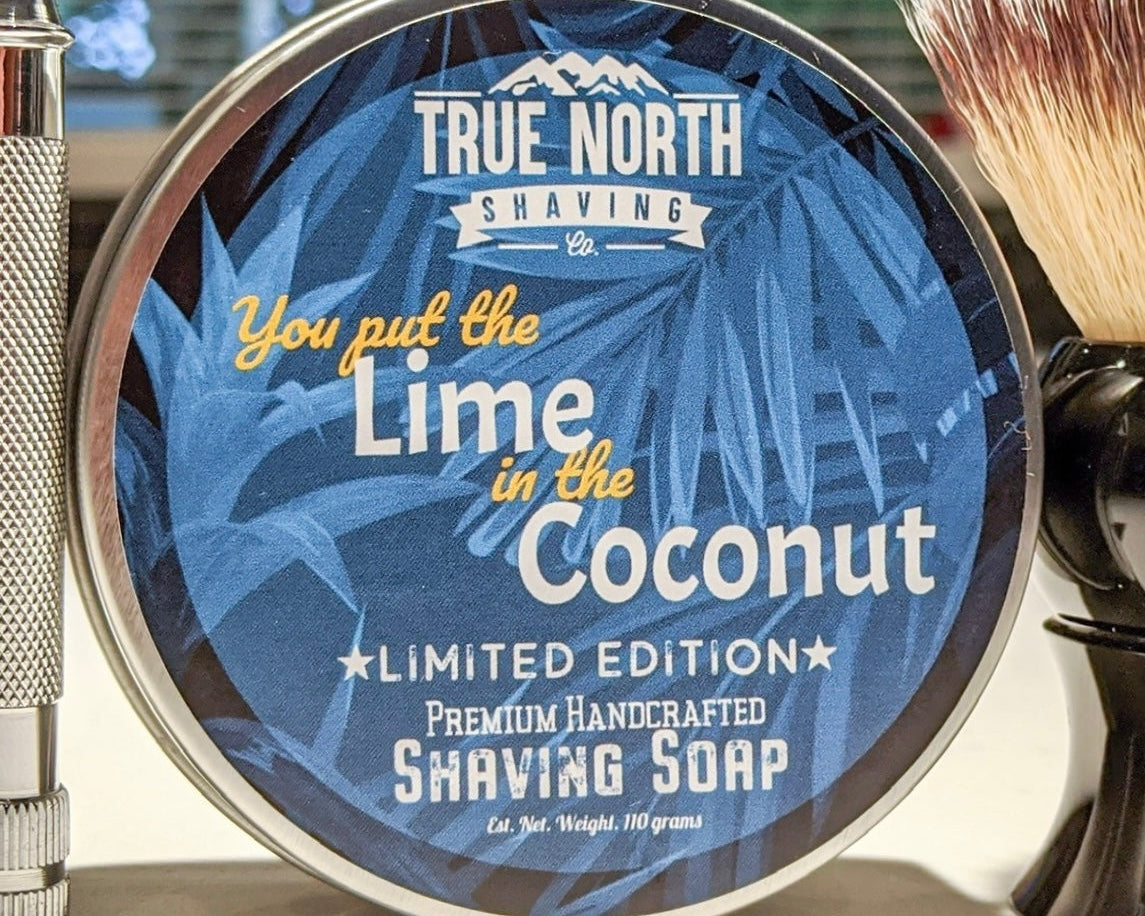 TRUE NORTH
SHAVING
Co.
You put the
Lime
in the
Coconut
★LIMITED EDITION★
PREMIUM HANDCRAFTED
SHAVING SOAP
Est. Net. Weight. 110 grams